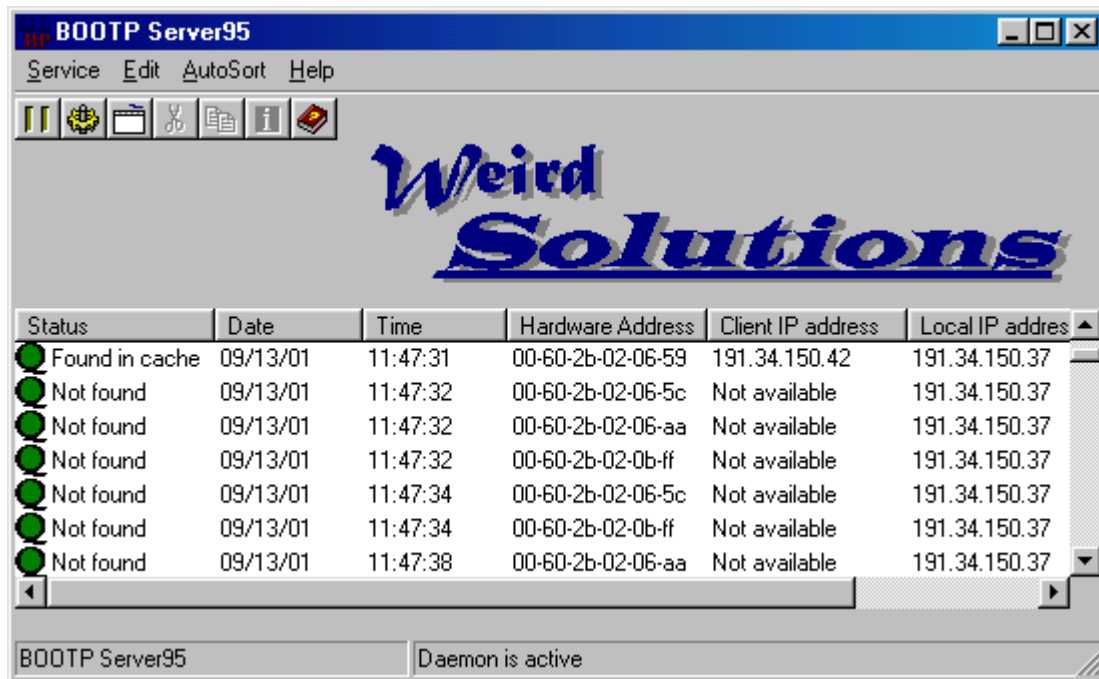 BOOTP Server95
Service Edit AutoSort Help
Weird
Solutions
Status Date Time Hardware Address Client IP address Local IP addres
Found in cache 09/13/01 11:47:31 00-60-2b-02-06-59 191.34.150.42 191.34.150.37
Not found 09/13/01 11:47:32 00-60-2b-02-06-5c Not available 191.34.150.37
Not found 09/13/01 11:47:32 00-60-2b-02-06-aa Not available 191.34.150.37
Not found 09/13/01 11:47:32 00-60-2b-02-0b-ff Not available 191.34.150.37
Not found 09/13/01 11:47:34 00-60-2b-02-06-5c Not available 191.34.150.37
Not found 09/13/01 11:47:34 00-60-2b-02-0b-ff Not available 191.34.150.37
Not found 09/13/01 11:47:38 00-60-2b-02-06-aa Not available 191.34.150.37
BOOTP Server95 Daemon is active